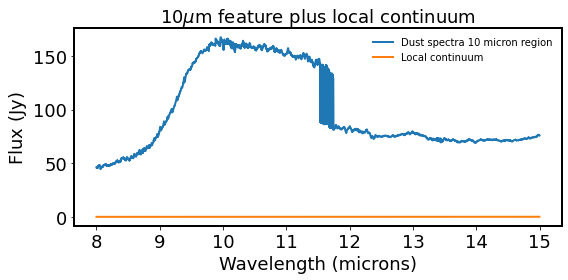 10μm feature plus local continuum
Dust spectra 10 micron region
Local continuum
Flux (Jy)
150
100
50
0
8 9 10 11 12 13 14 15
Wavelength (microns)